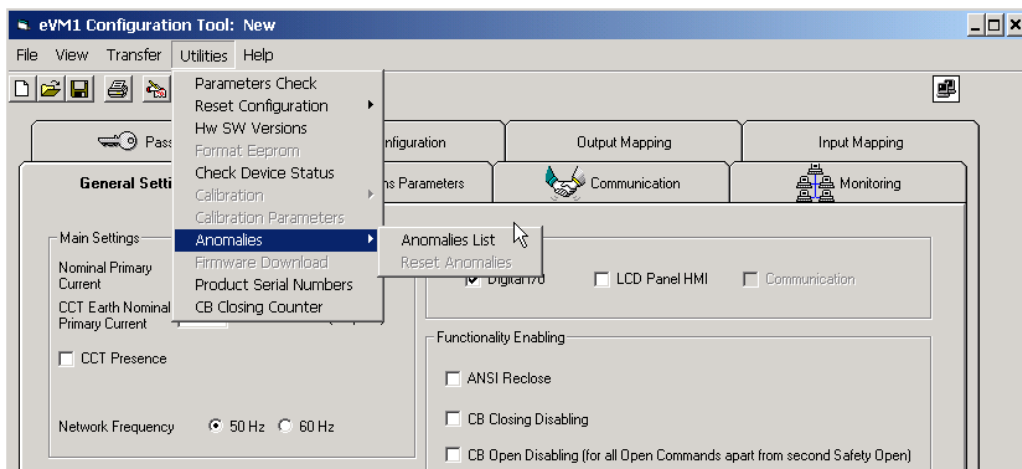 eVM1 Configuration Tool: New
File View Transfer Utilities Help
Parameters Check
Reset Configuration
Hw SW Versions
Format Eeprom
Check Device Status
Calibration
Calibration Parameters
Anomalies
Firmware Download
Product Serial Numbers
CB Closing Counter
Anomalies List
Reset Anomalies
Output Mapping
Input Mapping
General
Parameters
Communication
Monitoring
Main Settings
Nominal Primary
Current
CCT Earth Nominal
Primary Current
CCT Presence
Network Frequency 50 Hz 60 Hz
Digital I/O LCD Panel HMI Communication
Functionality Enabling
ANSI Reclose
CB Closing Disabling
CB Open Disabling (for all Open Commands apart from second Safety Open)